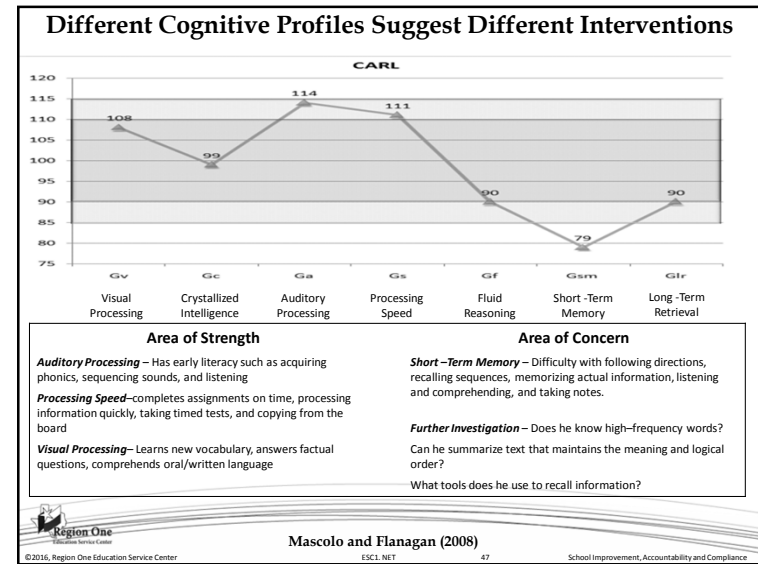 Different Cognitive Profiles Suggest Different Interventions
CARL
120
115
110
105
100
95
90
85
80
75
108
99
114
111
90
79
90
Gv
Gc
Ga
Gs
Gf
Gsm
Glr
Visual
Processing
Crystallized
Intelligence
Auditory
Processing
Processing
Speed
Fluid
Reasoning
Short -Term
Memory
Long -Term
Retrieval
Area of Strength
Auditory Processing – Has early literacy such as acquiring
phonics, sequencing sounds, and listening
Processing Speed–completes assignments on time, processing
information quickly, taking timed tests, and copying from the
board
Visual Processing– Learns new vocabulary, answers factual
questions, comprehends oral/written language
Area of Concern
Short –Term Memory – Difficulty with following directions,
recalling sequences, memorizing actual information, listening
and comprehending, and taking notes.
Further Investigation – Does he know high–frequency words?
Can he summarize text that maintains the meaning and logical
order?
What tools does he use to recall information?
Region One
Education Service Center
Mascolo and Flanagan (2008)
©2016, Region One Education Service Center
ESC1. NET
47
School Improvement, Accountability and Compliance